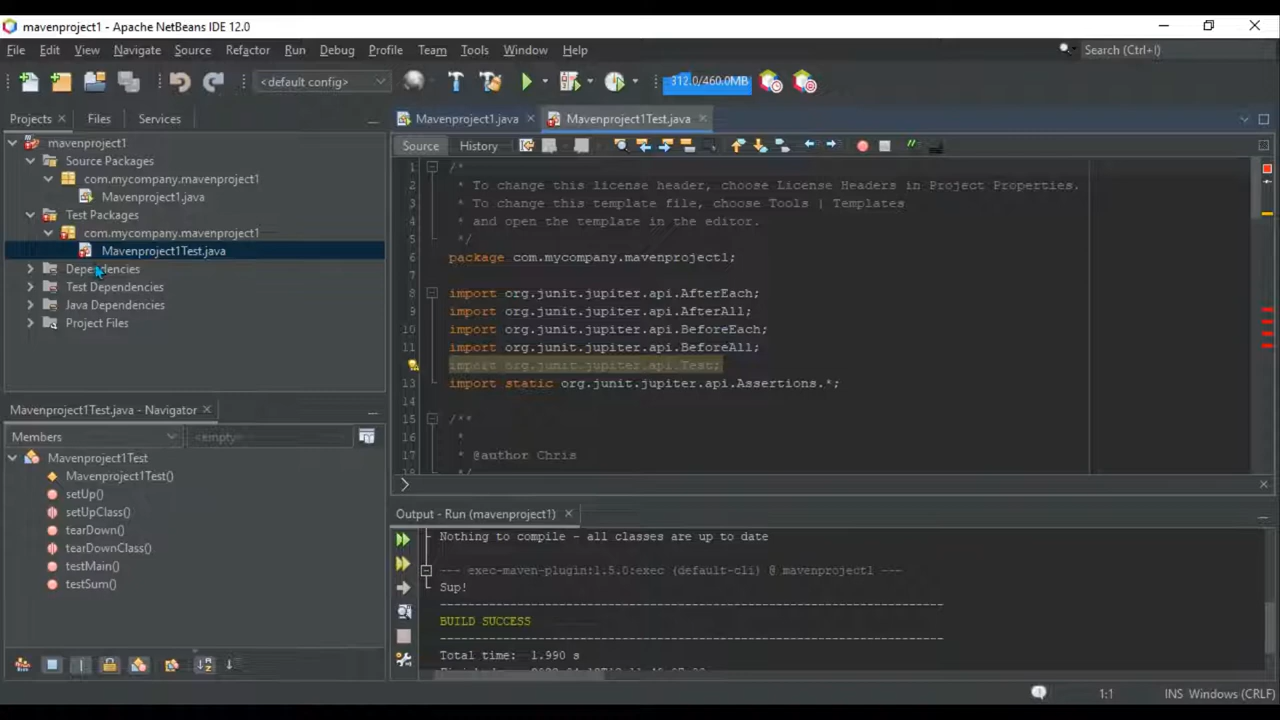 mavenproject1 - Apache NetBeans IDE 12.0
File Edit View Navigate Source Refactor Run Debug Profile Team Tools Window Help
Search (Ctrl+I)
<default config>
312.0/460.0MB
Projects Files Services
mavenproject1
Source Packages
com.mycompany.mavenproject1
Mavenproject1.java
Test Packages
com.mycompany.mavenproject1
Mavenproject1Test.java
Dependencies
Test Dependencies
Java Dependencies
Project Files
Mavenproject1Test.java - Navigator
Members
<empty>
Mavenproject1Test
Mavenproject1Test()
setUp()
setUpClass()
tearDown()
tearDownClass()
testMain()
testSum()
Mavenproject1.java Mavenproject1Test.java
Source History
1 /*
2 * To change this license header, choose License Headers in Project Properties.
3 * To change this template file, choose Tools | Templates
4 * and open the template in the editor.
5 */
6 package com.mycompany.mavenproject1;
7
8 import org.junit.jupiter.api.AfterEach;
9 import org.junit.jupiter.api.AfterAll;
10 import org.junit.jupiter.api.BeforeEach;
11 import org.junit.jupiter.api.BeforeAll;
import org.junit.jupiter.api.Test;
13 import static org.junit.jupiter.api.Assertions.*;
15 /**
16 *
17 * @author Chris
18 */
Output - Run (mavenproject1)
Nothing to compile - all classes are up to date
--- exec-maven-plugin:1.5.0:exec (default-cli) @ mavenproject1 ---
Sup!
------------------------------------------------------------------------
BUILD SUCCESS
------------------------------------------------------------------------
Total time: 1.990 s
1:1 INS Windows (CRLF)